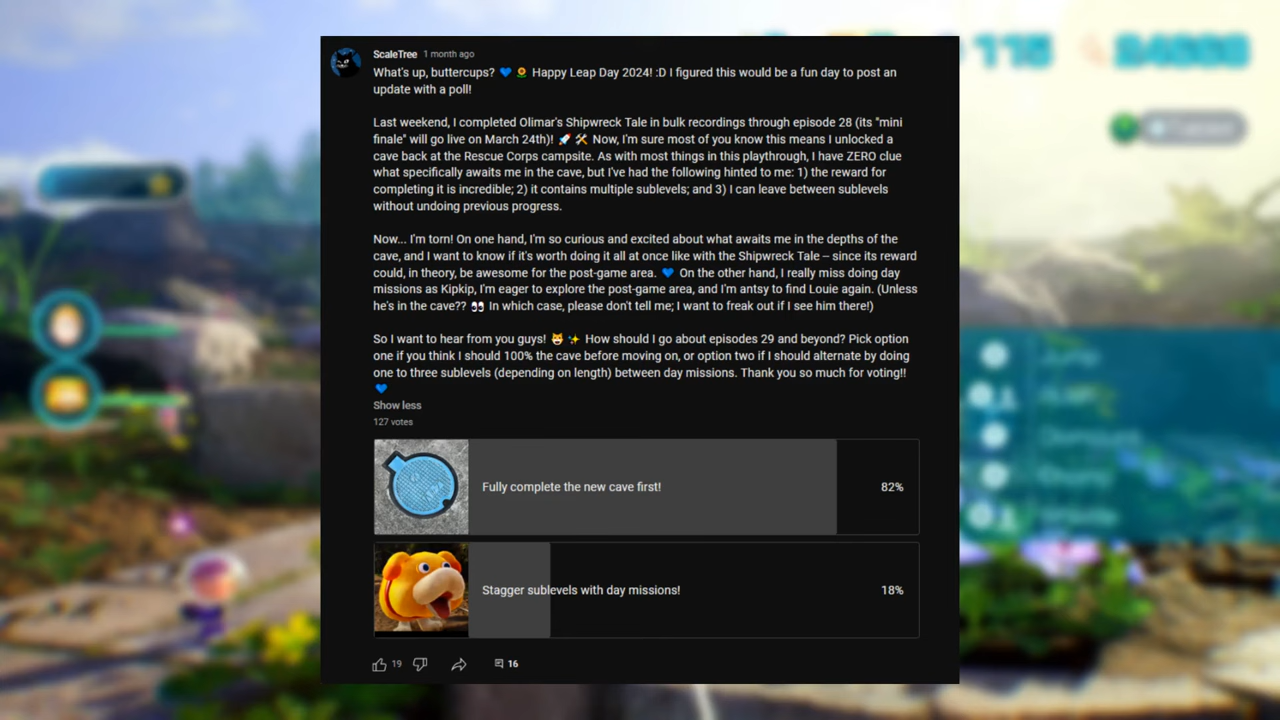 ScaleTree 1 month ago
What's up, buttercups? 💙 🌻 Happy Leap Day 2024! :D I figured this would be a fun day to post an
update with a poll!
Last weekend, I completed Olimar's Shipwreck Tale in bulk recordings through episode 28 (its "mini
finale" will go live on March 24th)! 🚀 🛠️ Now, I'm sure most of you know this means I unlocked a
cave back at the Rescue Corps campsite. As with most things in this playthrough, I have ZERO clue
what specifically awaits me in the cave, but I've had the following hinted to me: 1) the reward for
completing it is incredible; 2) it contains multiple sublevels; and 3) I can leave between sublevels
without undoing previous progress.
Now... I'm torn! On one hand, I'm so curious and excited about what awaits me in the depths of the
cave, and I want to know if it's worth doing it all at once like with the Shipwreck Tale – since its reward
could, in theory, be awesome for the post-game area. 💙 On the other hand, I really miss doing day
missions as Kipkip, I'm eager to explore the post-game area, and I'm antsy to find Louie again. (Unless
he's in the cave?? 👀 In which case, please don't tell me; I want to freak out if I see him there!)
So I want to hear from you guys! 😸 ✨ How should I go about episodes 29 and beyond? Pick option
one if you think I should 100% the cave before moving on, or option two if I should alternate by doing
one to three sublevels (depending on length) between day missions. Thank you so much for voting!!
💙
Show less
127 votes
Fully complete the new cave first! 82%
Stagger sublevels with day missions! 18%
19 16
115